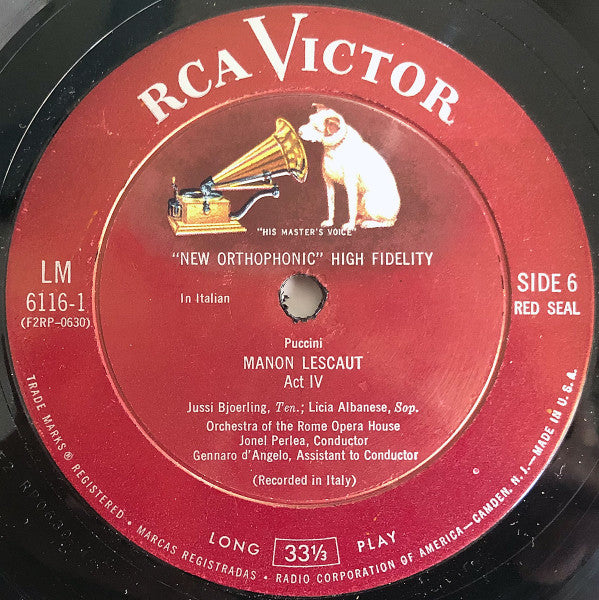 RCA VICTOR
"HIS MASTER'S VOICE"
"NEW ORTHOPHONIC" HIGH FIDELITY
LM
6116-1
(F2RP-0630)
SIDE 6
RED SEAL
In Italian
Puccini
MANON LESCAUT
Act IV
Jussi Bjoerling, Ten.; Licia Albanese, Sop.
Orchestra of the Rome Opera House
Jonel Perlea, Conductor
Gennaro d'Angelo, Assistant to Conductor
(Recorded in Italy)
LONG 33⅓ PLAY
TRADE MARKS® REGISTERED • MARCAS REGISTRADAS • RADIO CORPORATION OF AMERICA—CAMDEN, N.J.—MADE IN U.S.A.